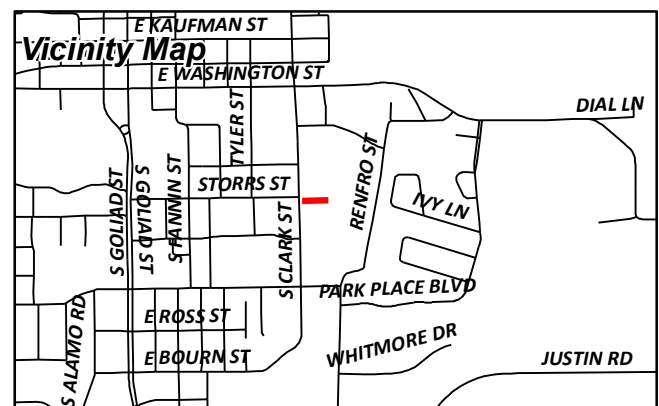 E KAUFMAN ST
Vicinity Map
E WASHINGTON ST
DIAL LN
TYLER ST
RENFRO ST
S GOLIAD ST
S GOLIAD ST
S FANNIN ST
STORRS ST
IVY LN
S CLARK ST
PARK PLACE BLVD
S ALAMO RD
E ROSS ST
WHITMORE DR
E BOURN ST
JUSTIN RD